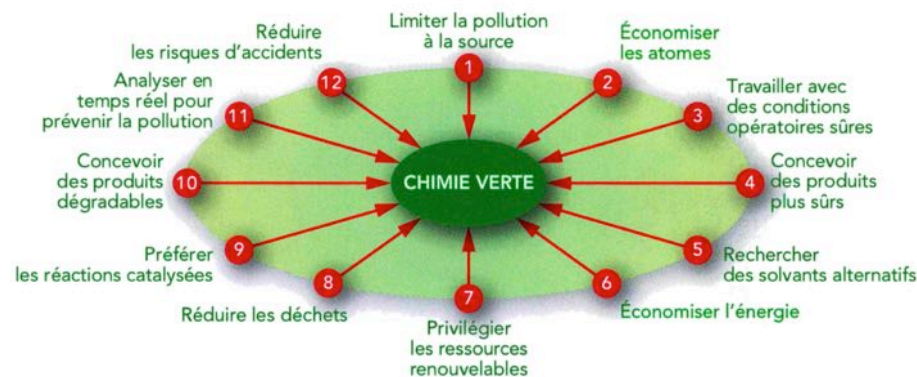 Limiter la pollution
à la source
1
Économiser
les atomes
2
Travailler avec
des conditions
opératoires sûres
3
Concevoir
des produits
plus sûrs
4
Rechercher
des solvants alternatifs
5
Économiser l'énergie
6
Privilégier
les ressources
renouvelables
7
Réduire les déchets
8
Préférer
les réactions catalysées
9
Concevoir
des produits
dégradables
10
Analyser en
temps réel pour
prévenir la pollution
11
Réduire
les risques d'accidents
12
CHIMIE VERTE